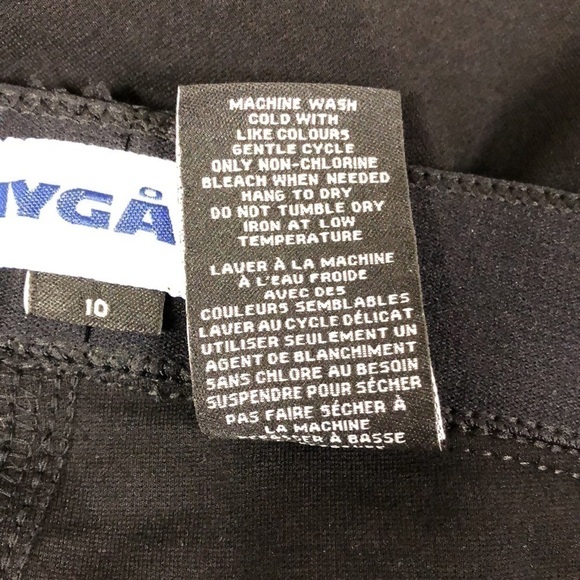 NYGÅ
10
MACHINE WASH
COLD WITH
LIKE COLOURS
GENTLE CYCLE
ONLY NON-CHLORINE
BLEACH WHEN NEEDED
HANG TO DRY
DO NOT TUMBLE DRY
IRON AT LOW
TEMPERATURE
LAVER À LA MACHINE
À L'EAU FROIDE
AVEC DES
COULEURS SEMBLABLES
LAVER AU CYCLE DÉLICAT
UTILISER SEULEMENT UN
AGENT DE BLANCHIMENT
SANS CHLORE AU BESOIN
SUSPENDRE POUR SÉCHER
PAS FAIRE SÉCHER À
LA MACHINE
À BASSE